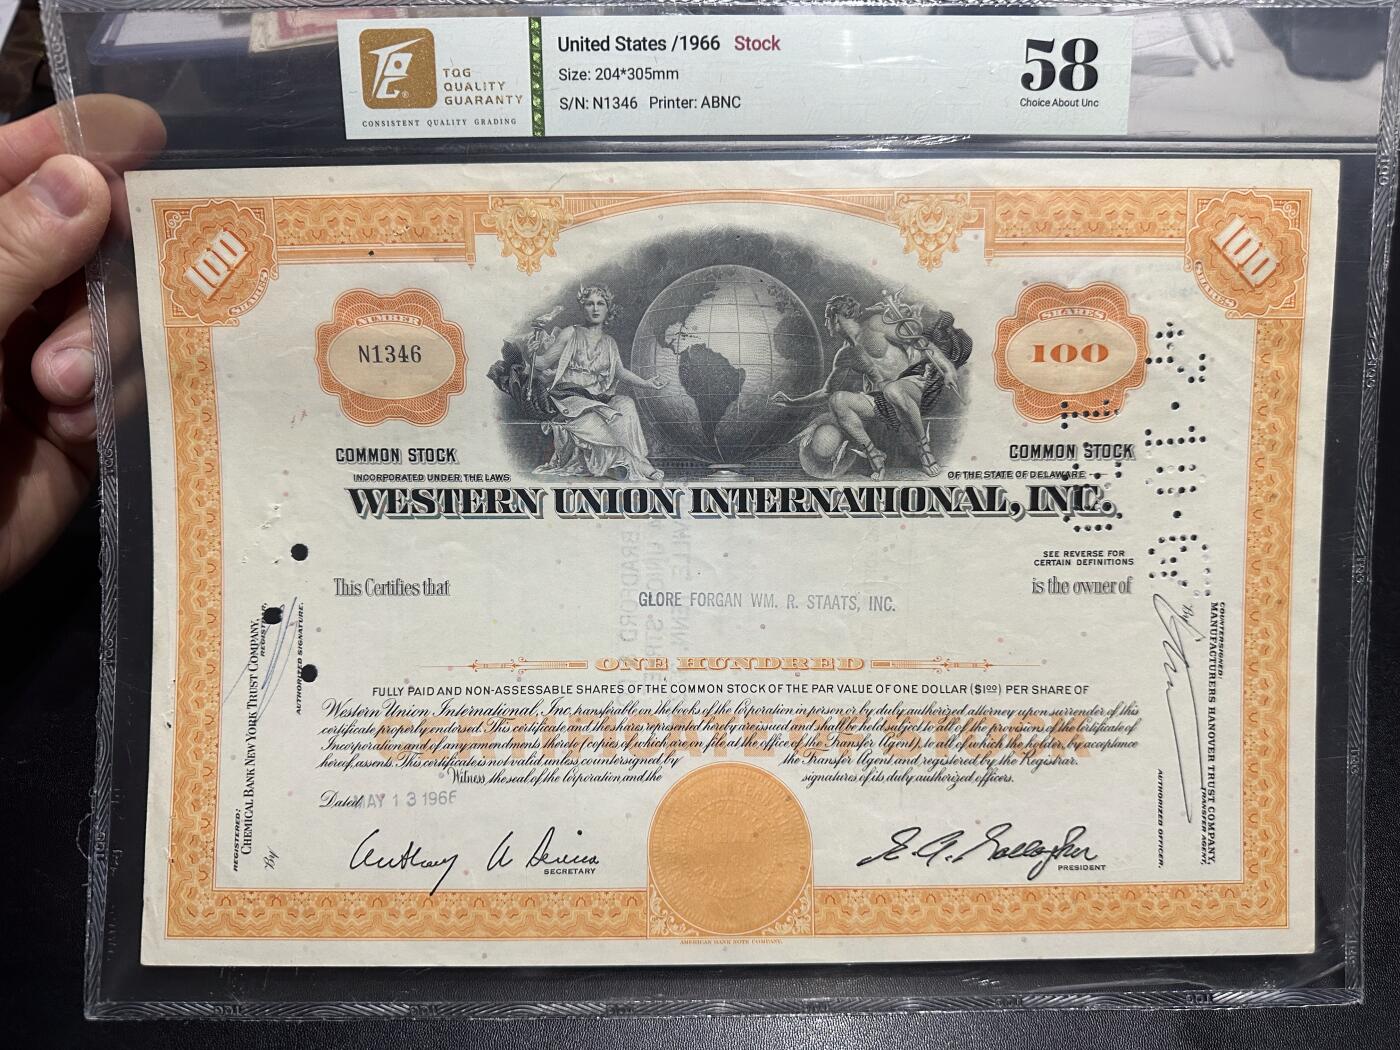 TQG
QUALITY
GUARANTY
CONSISTENT QUALITY GRADING
United States /1966 Stock
Size: 204*305mm
S/N: N1346 Printer: ABNC
58
Choice About Unc
100
SHARES
100
SHARES
NUMBER
N1346
SHARES
100
COMMON STOCK
COMMON STOCK
INCORPORATED UNDER THE LAWS
OF THE STATE OF DELAWARE
WESTERN UNION INTERNATIONAL, INC.
SEE REVERSE FOR
CERTAIN DEFINITIONS
This Certifies that
is the owner of
GLORE FORGAN WM. R. STAATS, INC.
ONE HUNDRED
FULLY PAID AND NON-ASSESSABLE SHARES OF THE COMMON STOCK OF THE PAR VALUE OF ONE DOLLAR ($1⁰⁰) PER SHARE OF
Western Union International, Inc., transferable on the books of the Corporation in person or by duly authorized attorney upon surrender of this
certificate properly endorsed. This certificate and the shares represented hereby are issued and shall be held subject to all of the provisions of the Certificate of
Incorporation and of any amendments thereto (copies of which are on file at the office of the Transfer Agent), to all of which the holder, by acceptance
hereof, assents. This certificate is not valid unless countersigned by the Transfer Agent and registered by the Registrar.
Witness, the seal of the Corporation and the signatures of its duly authorized officers.
Dated MAY 13 1966
SECRETARY
PRESIDENT
REGISTERED:
CHEMICAL BANK NEW YORK TRUST COMPANY,
REGISTRAR.
By
AUTHORIZED SIGNATURE.
COUNTERSIGNED:
MANUFACTURERS HANOVER TRUST COMPANY,
TRANSFER AGENT,
By
AUTHORIZED OFFICER.
AMERICAN BANK NOTE COMPANY.